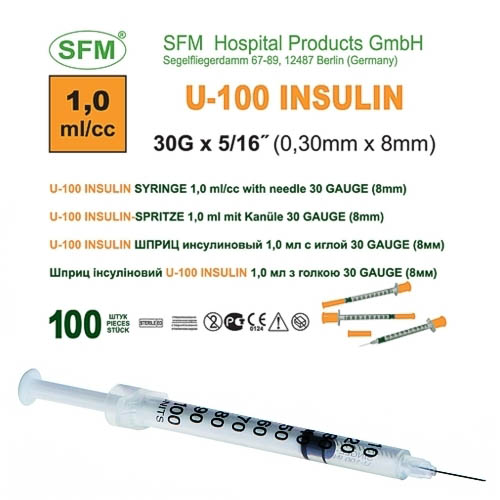 SFM®
SFM Hospital Products GmbH
Segelfliegerdamm 67-89, 12487 Berlin (Germany)
1,0
ml/cc
U-100 INSULIN
30G x 5/16˝ (0,30mm x 8mm)
U-100 INSULIN SYRINGE 1,0 ml/cc with needle 30 GAUGE (8mm)
U-100 INSULIN-SPRITZE 1,0 ml mit Kanüle 30 GAUGE (8mm)
U-100 INSULIN ШПРИЦ инсулиновый 1,0 мл с иглой 30 GAUGE (8мм)
Шприц інсуліновий U-100 INSULIN 1,0 мл з голкою 30 GAUGE (8мм)
100 ШТУК
PIECES
STÜCK
STERILE EO
0124
UNITS 100 90 80 70 60 50 30 20 10